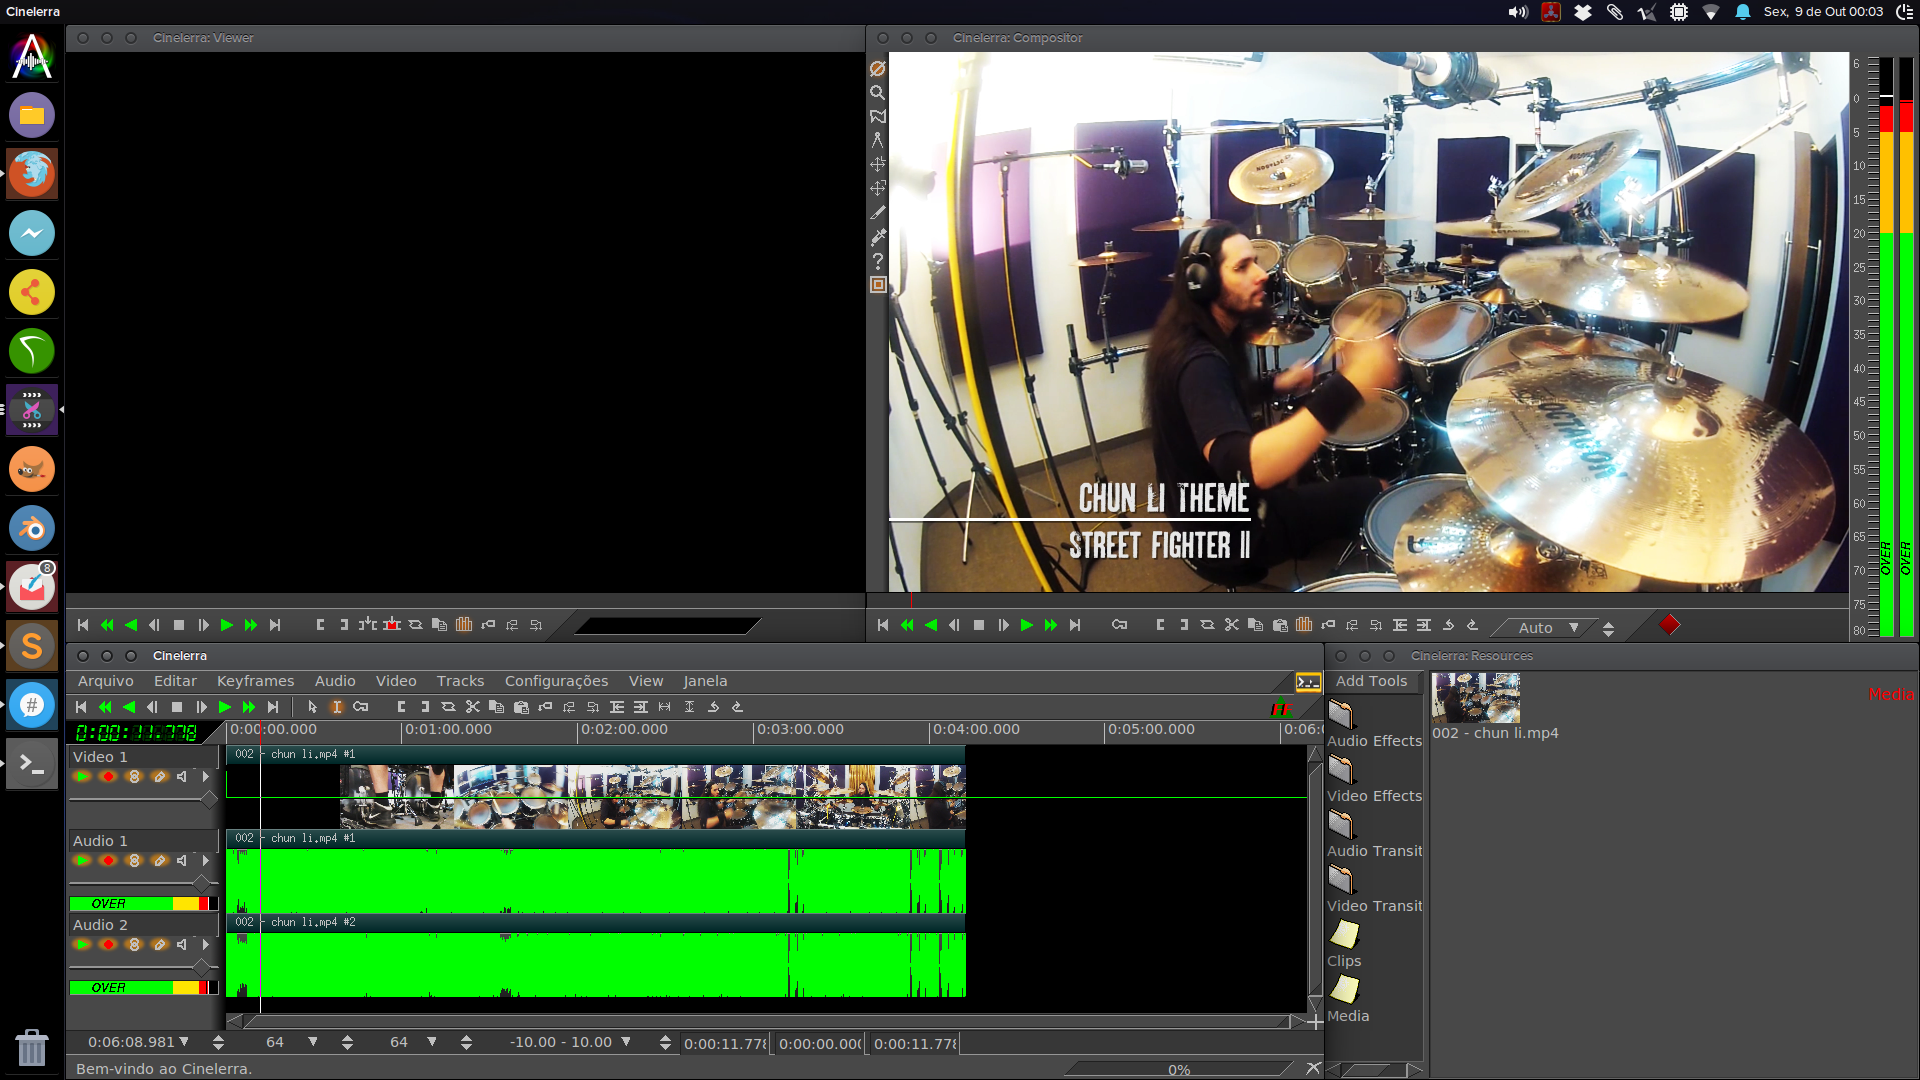 Cinelerra
Sex, 9 de Out 00:03
Cinelerra: Viewer
Cinelerra: Compositor
6
0
5
10
15
20
25
30
35
40
45
50
55
60
65
70
75
80
OVER
OVER
OCTAGON
OCTAGON
CHUN LI THEME
STREET FIGHTER II
Auto
8
S
#
Cinelerra
Arquivo Editar Keyframes Audio Video Tracks Configurações View Janela
0:00:11.778
0:00:00.000 0:01:00.000 0:02:00.000 0:03:00.000 0:04:00.000 0:05:00.000 0:06:0
Video 1
002 - chun li.mp4 #1
Audio 1
002 - chun li.mp4 #1
OVER
Audio 2
002 - chun li.mp4 #2
OVER
0:06:08.981 64 64 -10.00 - 10.00 0:00:11.778 0:00:00.000 0:00:11.778
Bem-vindo ao Cinelerra.
0%
Cinelerra: Resources
Add Tools
Audio Effects
Video Effects
Audio Transit
Video Transit
Clips
Media
Media
002 - chun li.mp4